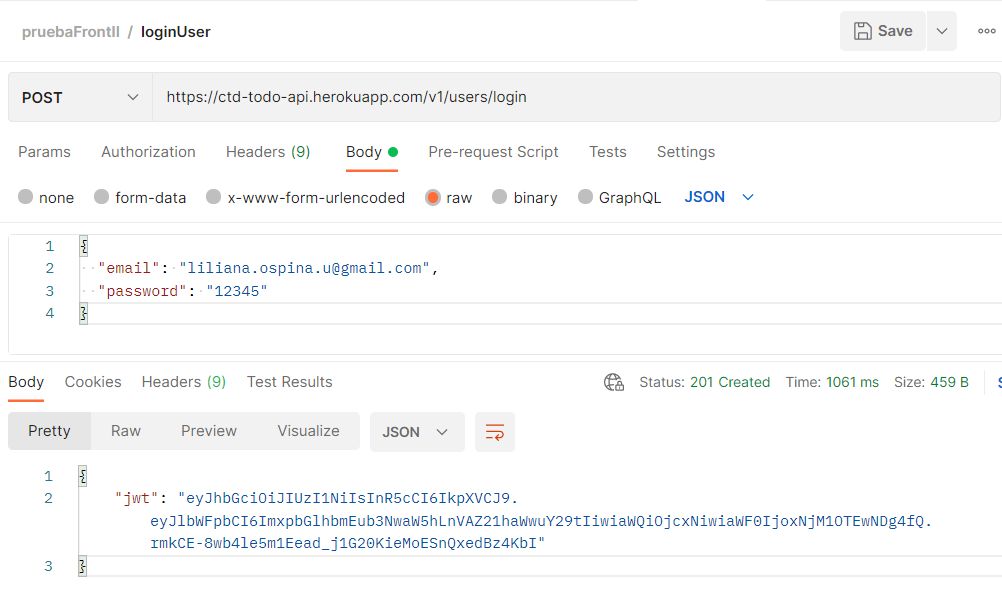 pruebaFrontII / loginUser
Save
POST
https://ctd-todo-api.herokuapp.com/v1/users/login
Params Authorization Headers (9) Body Pre-request Script Tests Settings
none form-data x-www-form-urlencoded raw binary GraphQL JSON
1 {
2 "email": "liliana.ospina.u@gmail.com",
3 "password": "12345"
4 }
Body Cookies Headers (9) Test Results Status: 201 Created Time: 1061 ms Size: 459 B S
Pretty Raw Preview Visualize JSON
1 {
2 "jwt": "eyJhbGciOiJIUzI1NiIsInR5cCI6IkpXVCJ9.
eyJlbWFpbCI6ImxpbGlhbmEub3NwaW5hLnVAZ21haWwuY29tIiwiaWQiOjcxNiwiaWF0IjoxNjM1OTEwNDg4fQ.
rmkCE-8wb4le5m1Eead_j1G20KieMoESnQxedBz4KbI"
3 }